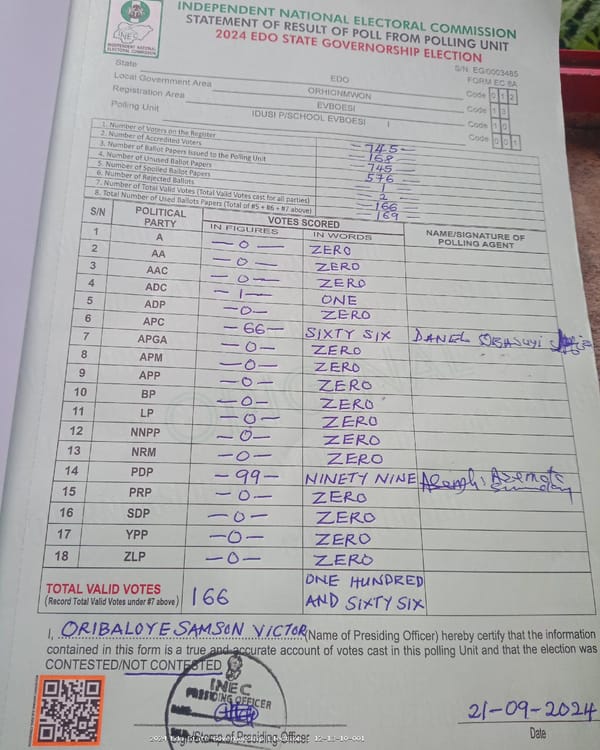 INDEPENDENT NATIONAL ELECTORAL COMMISSION
STATEMENT OF RESULT OF POLL FROM POLLING UNIT
2024 EDO STATE GOVERNORSHIP ELECTION
INEC
INDEPENDENT NATIONAL
ELECTORAL COMMISSION
S/N: EG0003485
FORM EC 8A
State EDO Code 0 1 2
Local Government Area ORHIONMWON Code 1 3
Registration Area EVBOESI Code 1 0
Polling Unit IDUSI P/SCHOOL EVBOESI I Code 0 0 1
1. Number of Voters on the Register - 745 -
2. Number of Accredited Voters - 168 -
3. Number of Ballot Papers Issued to the Polling Unit 745
4. Number of Unused Ballot Papers 576
5. Number of Spoiled Ballot Papers 1
6. Number of Rejected Ballots 2
7. Number of Total Valid Votes (Total Valid Votes cast for all parties) - 166
8. Total Number of Used Ballots Papers (Total of #5 + #6 + #7 above) 169
S/N POLITICAL PARTY VOTES SCORED NAME/SIGNATURE OF POLLING AGENT
IN FIGURES IN WORDS
1 A - 0 - ZERO
2 AA - 0 - ZERO
3 AAC - 0 - ZERO
4 ADC - 1 - ONE
5 ADP - 0 - ZERO
6 APC - 66 - SIXTY SIX DANEL
7 APGA - 0 - ZERO
8 APM - 0 - ZERO
9 APP - 0 - ZERO
10 BP - 0 - ZERO
11 LP - 0 - ZERO
12 NNPP - 0 - ZERO
13 NRM - 0 - ZERO
14 PDP - 99 - NINETY NINE Asemota Sunday
15 PRP - 0 - ZERO
16 SDP - 0 - ZERO
17 YPP - 0 - ZERO
18 ZLP - 0 - ZERO
TOTAL VALID VOTES 166 ONE HUNDRED
(Record Total Valid Votes under #7 above) AND SIXTY SIX
I, ORIBALOYE SAMSON VICTOR (Name of Presiding Officer) hereby certify that the information
contained in this form is a true and accurate account of votes cast in this polling Unit and that the election was
CONTESTED/NOT CONTESTED
INEC
PRESIDING OFFICER
21-09-2024
Sign/Stamp of Presiding Officer
Date